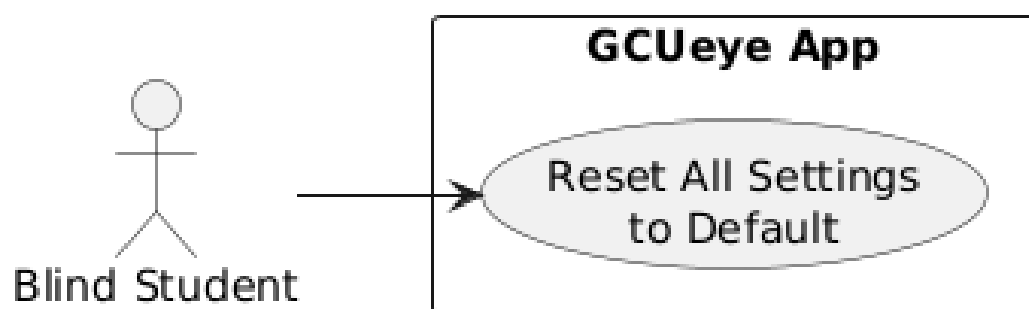 GCUeye App
Reset All Settings
to Default
Blind Student